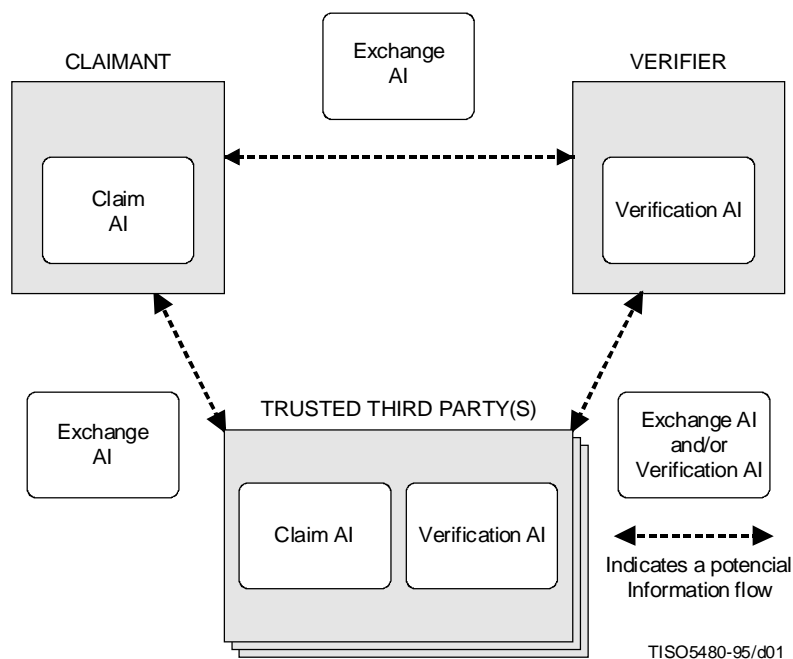 Exchange
AI
CLAIMANT
VERIFIER
Claim
AI
Verification AI
Exchange
AI
TRUSTED THIRD PARTY(S)
Exchange AI
and/or
Verification AI
Claim AI
Verification AI
Indicates a potencial
Information flow
TISO5480-95/d01